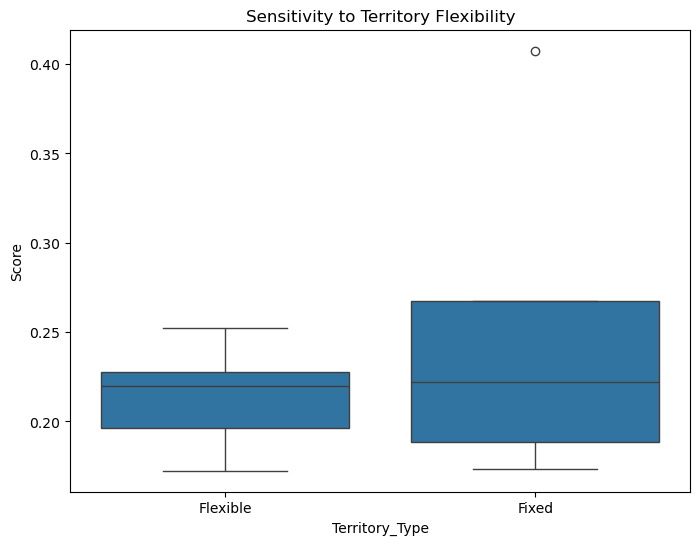 Sensitivity to Territory Flexibility
0.40
0.35
0.30
0.25
0.20
Score
Flexible Fixed
Territory_Type